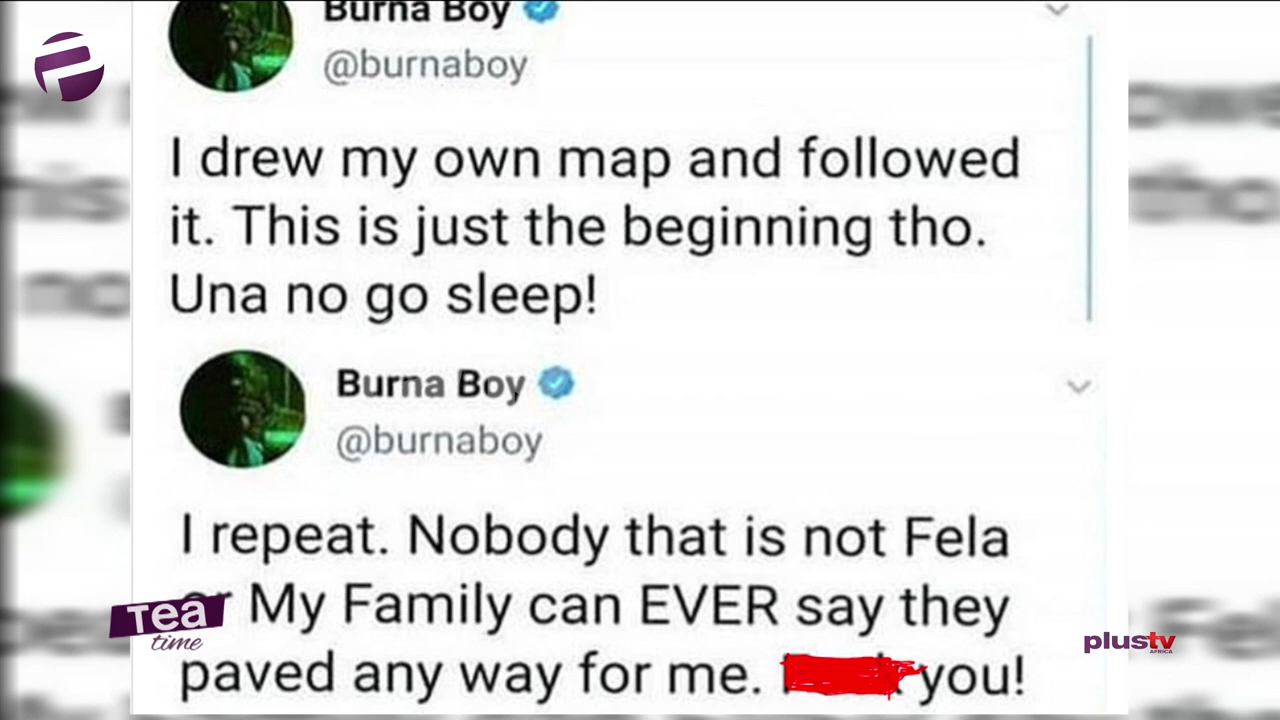 Burna Boy
@burnaboy
I drew my own map and followed
it. This is just the beginning tho.
Una no go sleep!
Burna Boy
@burnaboy
I repeat. Nobody that is not Fela
or My Family can EVER say they
paved any way for me. you!
Tea
time
plustv
AFRICA